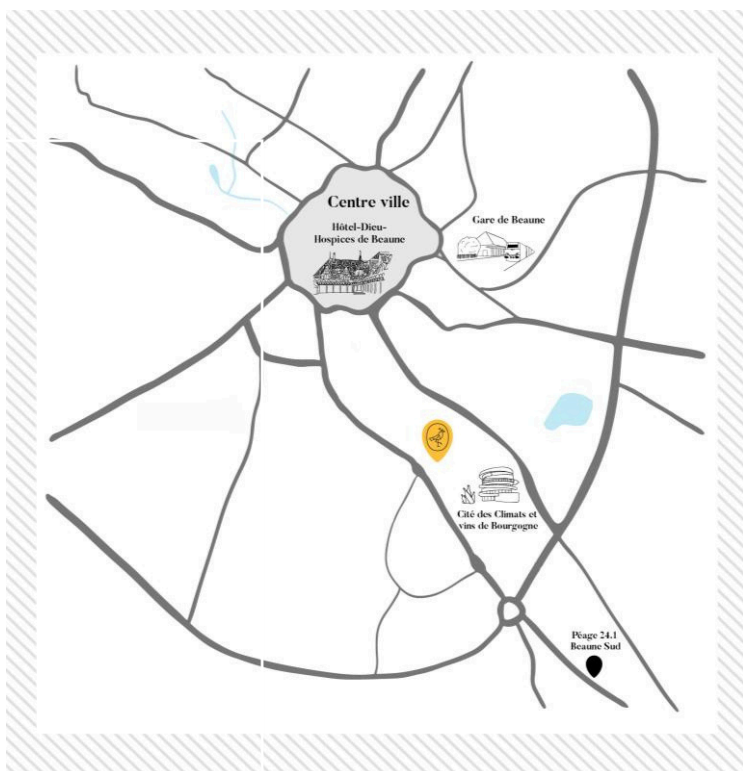 Centre ville
Hôtel-Dieu-
Hospices de Beaune
Gare de Beaune
Cité des Climats et
vins de Bourgogne
Péage 24.1
Beaune Sud